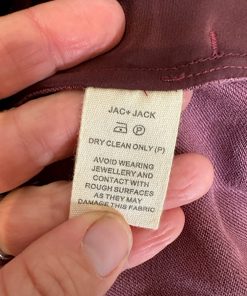 JAC+ JACK
P
DRY CLEAN ONLY (P)
AVOID WEARING
JEWELLERY AND
CONTACT WITH
ROUGH SURFACES
AS THEY MAY
DAMAGE THIS FABRIC